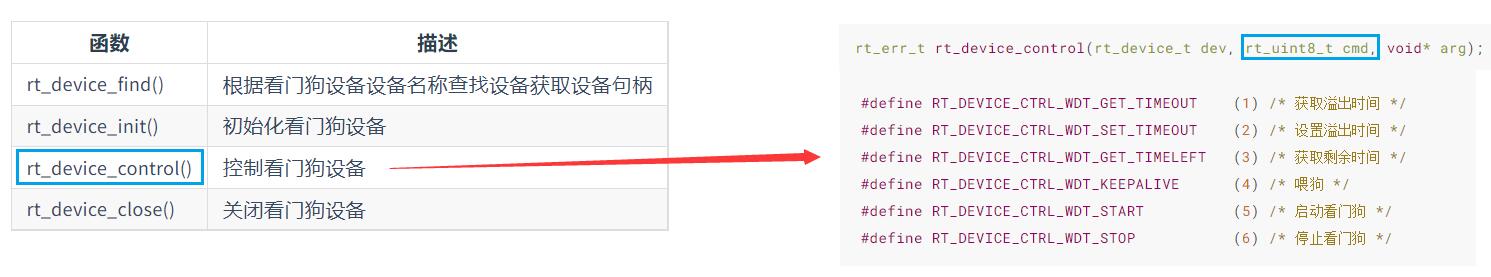 函数 描述
rt_device_find() 根据看门狗设备设备名称查找设备获取设备句柄
rt_device_init() 初始化看门狗设备
rt_device_control() 控制看门狗设备
rt_device_close() 关闭看门狗设备
rt_err_t rt_device_control(rt_device_t dev, rt_uint8_t cmd, void* arg);
#define RT_DEVICE_CTRL_WDT_GET_TIMEOUT (1) /* 获取溢出时间 */
#define RT_DEVICE_CTRL_WDT_SET_TIMEOUT (2) /* 设置溢出时间 */
#define RT_DEVICE_CTRL_WDT_GET_TIMELEFT (3) /* 获取剩余时间 */
#define RT_DEVICE_CTRL_WDT_KEEPALIVE (4) /* 喂狗 */
#define RT_DEVICE_CTRL_WDT_START (5) /* 启动看门狗 */
#define RT_DEVICE_CTRL_WDT_STOP (6) /* 停止看门狗 */